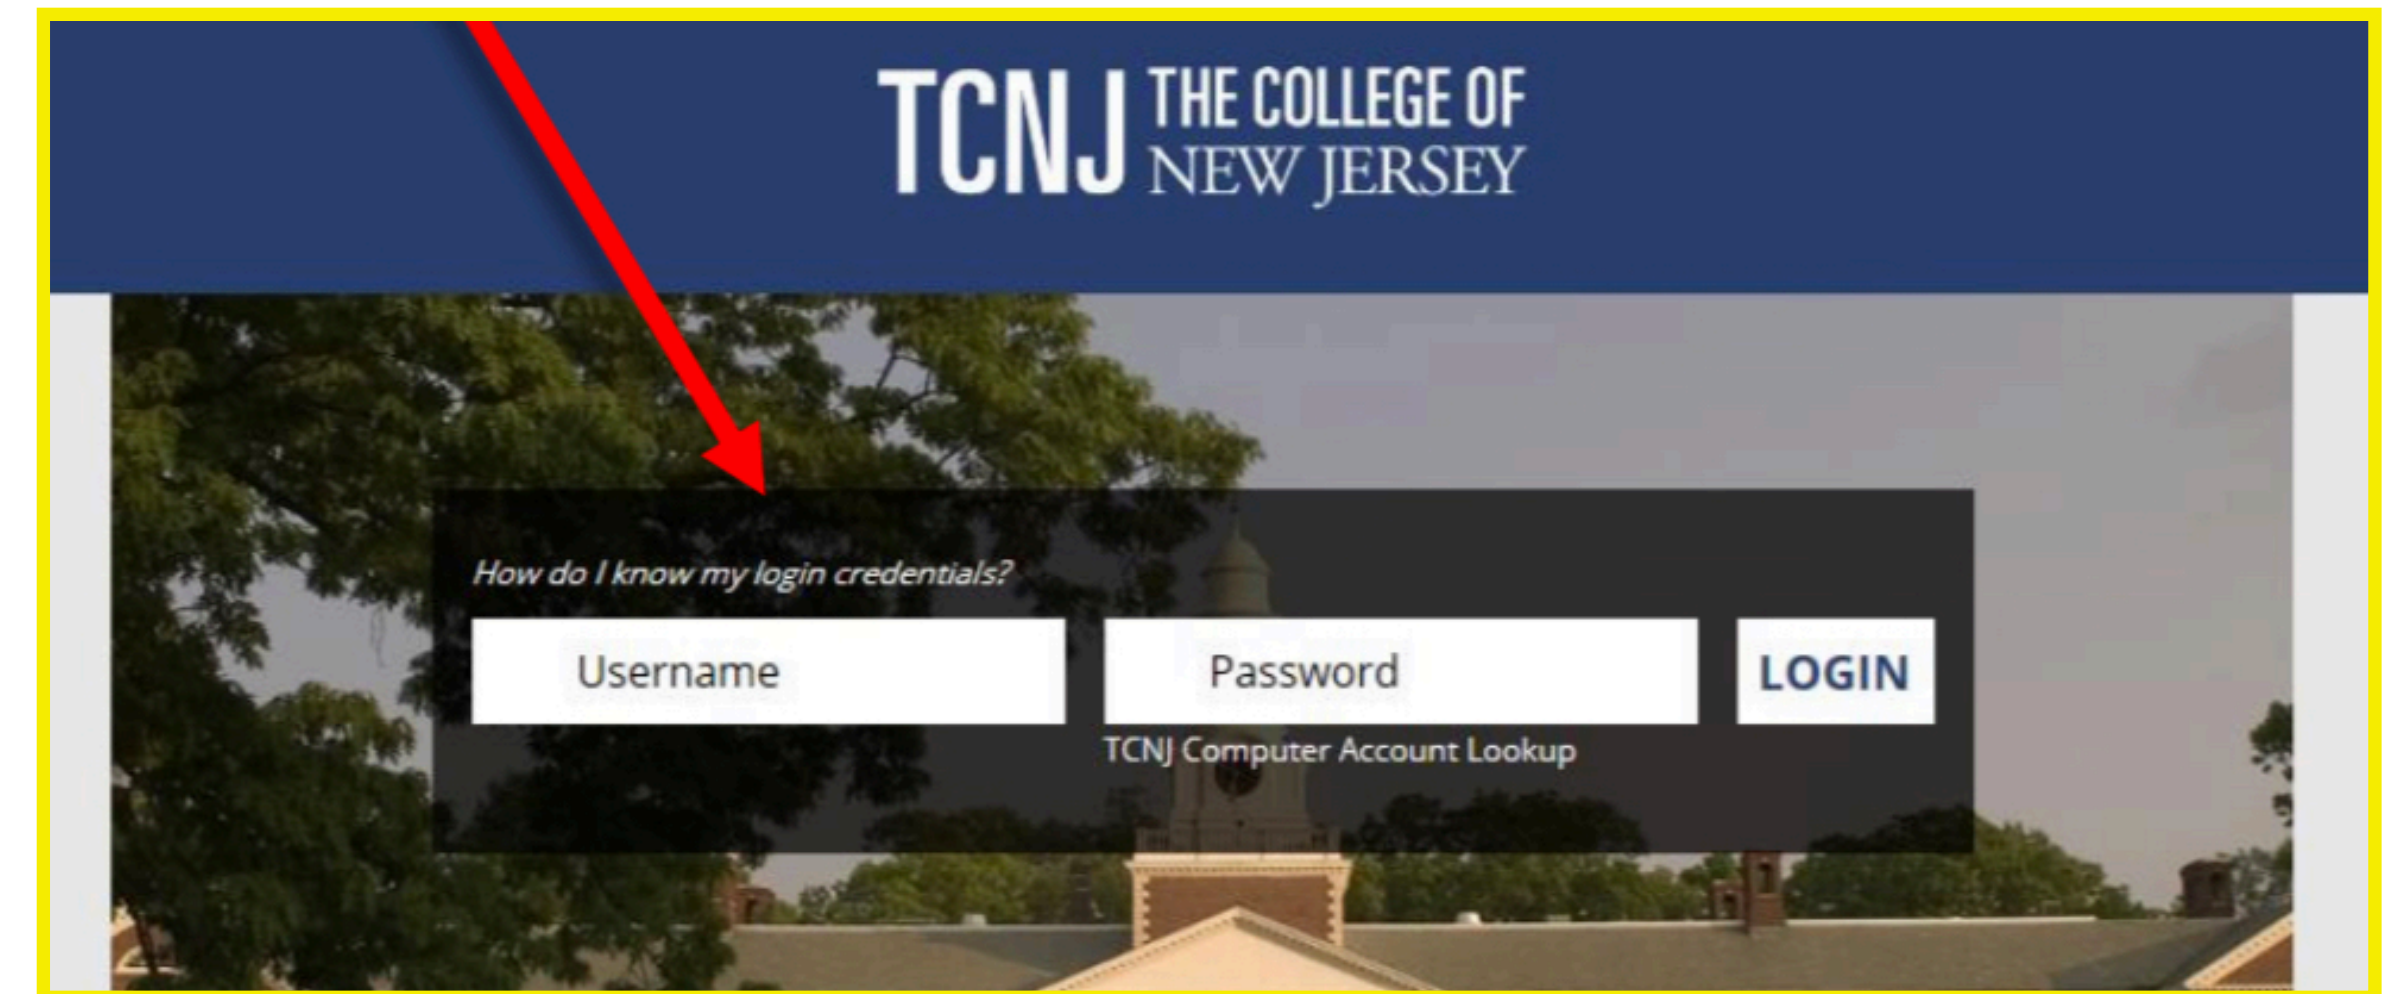 TCNJ THE COLLEGE OF
NEW JERSEY
How do I know my login credentials?
Username Password LOGIN
TCNJ Computer Account Lookup